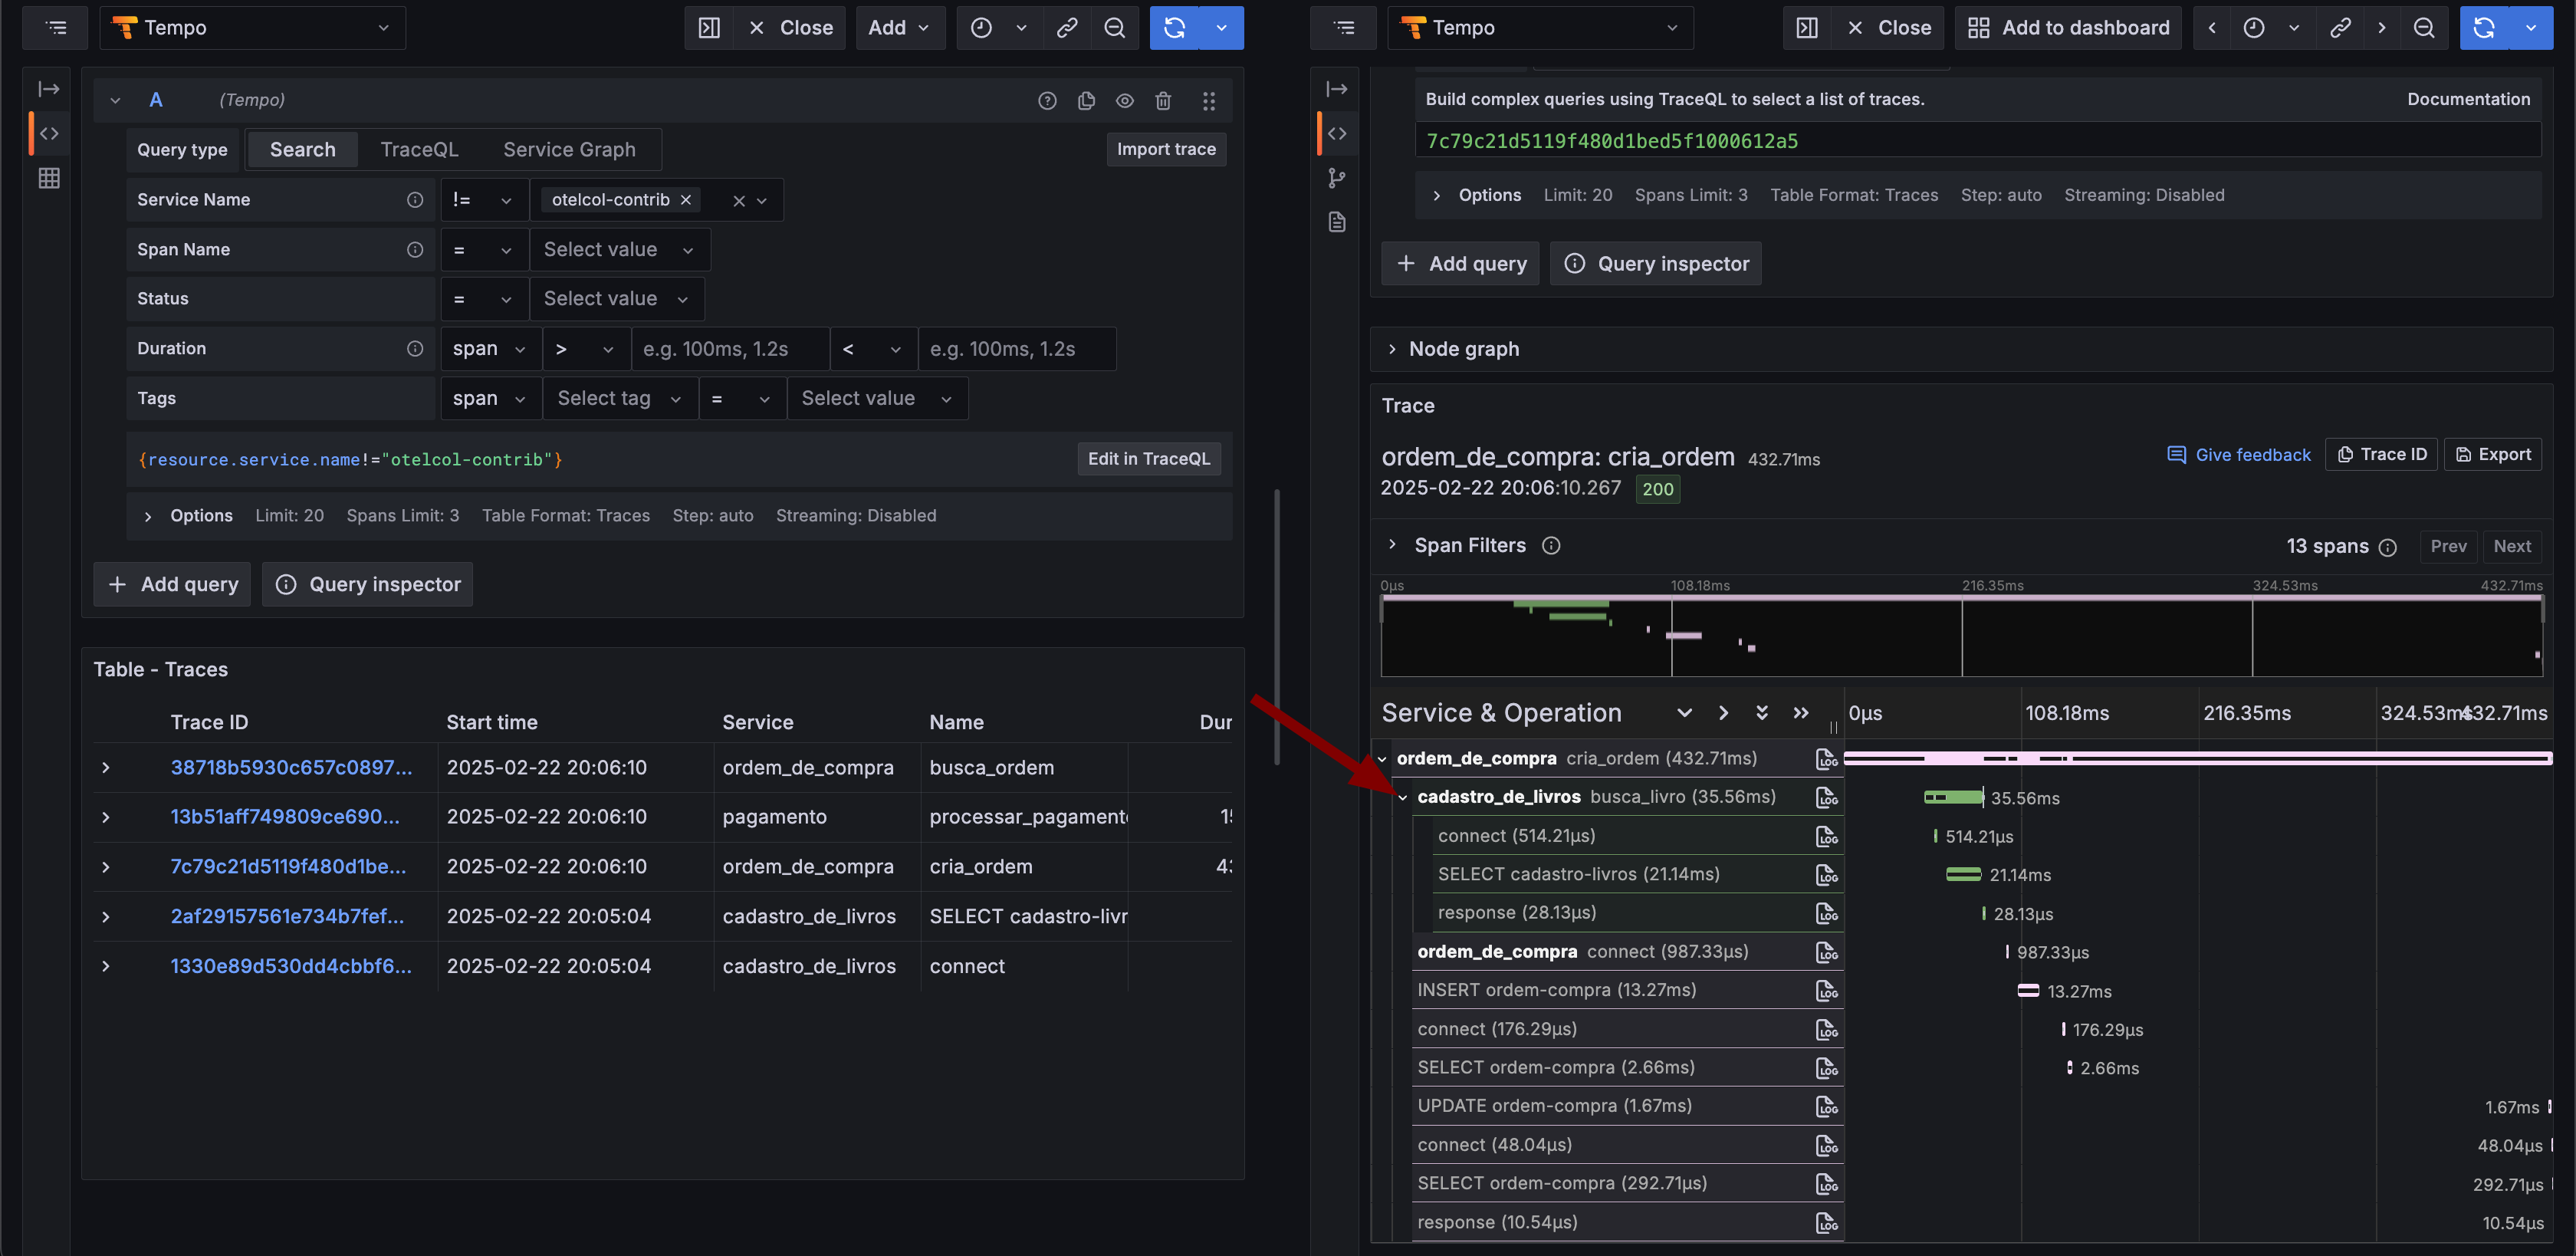 Tempo
Close
Add
A (Tempo)
Query type Search TraceQL Service Graph Import trace
Service Name != otelcol-contrib
Span Name = Select value
Status = Select value
Duration span > e.g. 100ms, 1.2s < e.g. 100ms, 1.2s
Tags span Select tag = Select value
{resource.service.name!="otelcol-contrib"} Edit in TraceQL
Options Limit: 20 Spans Limit: 3 Table Format: Traces Step: auto Streaming: Disabled
+ Add query Query inspector
Table - Traces
Trace ID Start time Service Name Dur
38718b5930c657c0897... 2025-02-22 20:06:10 ordem_de_compra busca_ordem
13b51aff749809ce690... 2025-02-22 20:06:10 pagamento processar_pagament
7c79c21d5119f480d1be... 2025-02-22 20:06:10 ordem_de_compra cria_ordem
2af29157561e734b7fef... 2025-02-22 20:05:04 cadastro_de_livros SELECT cadastro-livr
1330e89d530dd4cbbf6... 2025-02-22 20:05:04 cadastro_de_livros connect
Tempo
Close
Add to dashboard
Build complex queries using TraceQL to select a list of traces. Documentation
7c79c21d5119f480d1bed5f1000612a5
Options Limit: 20 Spans Limit: 3 Table Format: Traces Step: auto Streaming: Disabled
+ Add query Query inspector
Node graph
Trace
ordem_de_compra: cria_ordem 432.71ms Give feedback Trace ID Export
2025-02-22 20:06:10.267 200
Span Filters 13 spans Prev Next
0μs 108.18ms 216.35ms 324.53ms 432.71ms
Service & Operation 0μs 108.18ms 216.35ms 324.53ms 432.71ms
ordem_de_compra cria_ordem (432.71ms) LOG
cadastro_de_livros busca_livro (35.56ms) LOG 35.56ms
connect (514.21μs) LOG 514.21μs
SELECT cadastro-livros (21.14ms) LOG 21.14ms
response (28.13μs) LOG 28.13μs
ordem_de_compra connect (987.33μs) LOG 987.33μs
INSERT ordem-compra (13.27ms) LOG 13.27ms
connect (176.29μs) LOG 176.29μs
SELECT ordem-compra (2.66ms) LOG 2.66ms
UPDATE ordem-compra (1.67ms) LOG 1.67ms
connect (48.04μs) LOG 48.04μs
SELECT ordem-compra (292.71μs) LOG 292.71μs
response (10.54μs) LOG 10.54μs